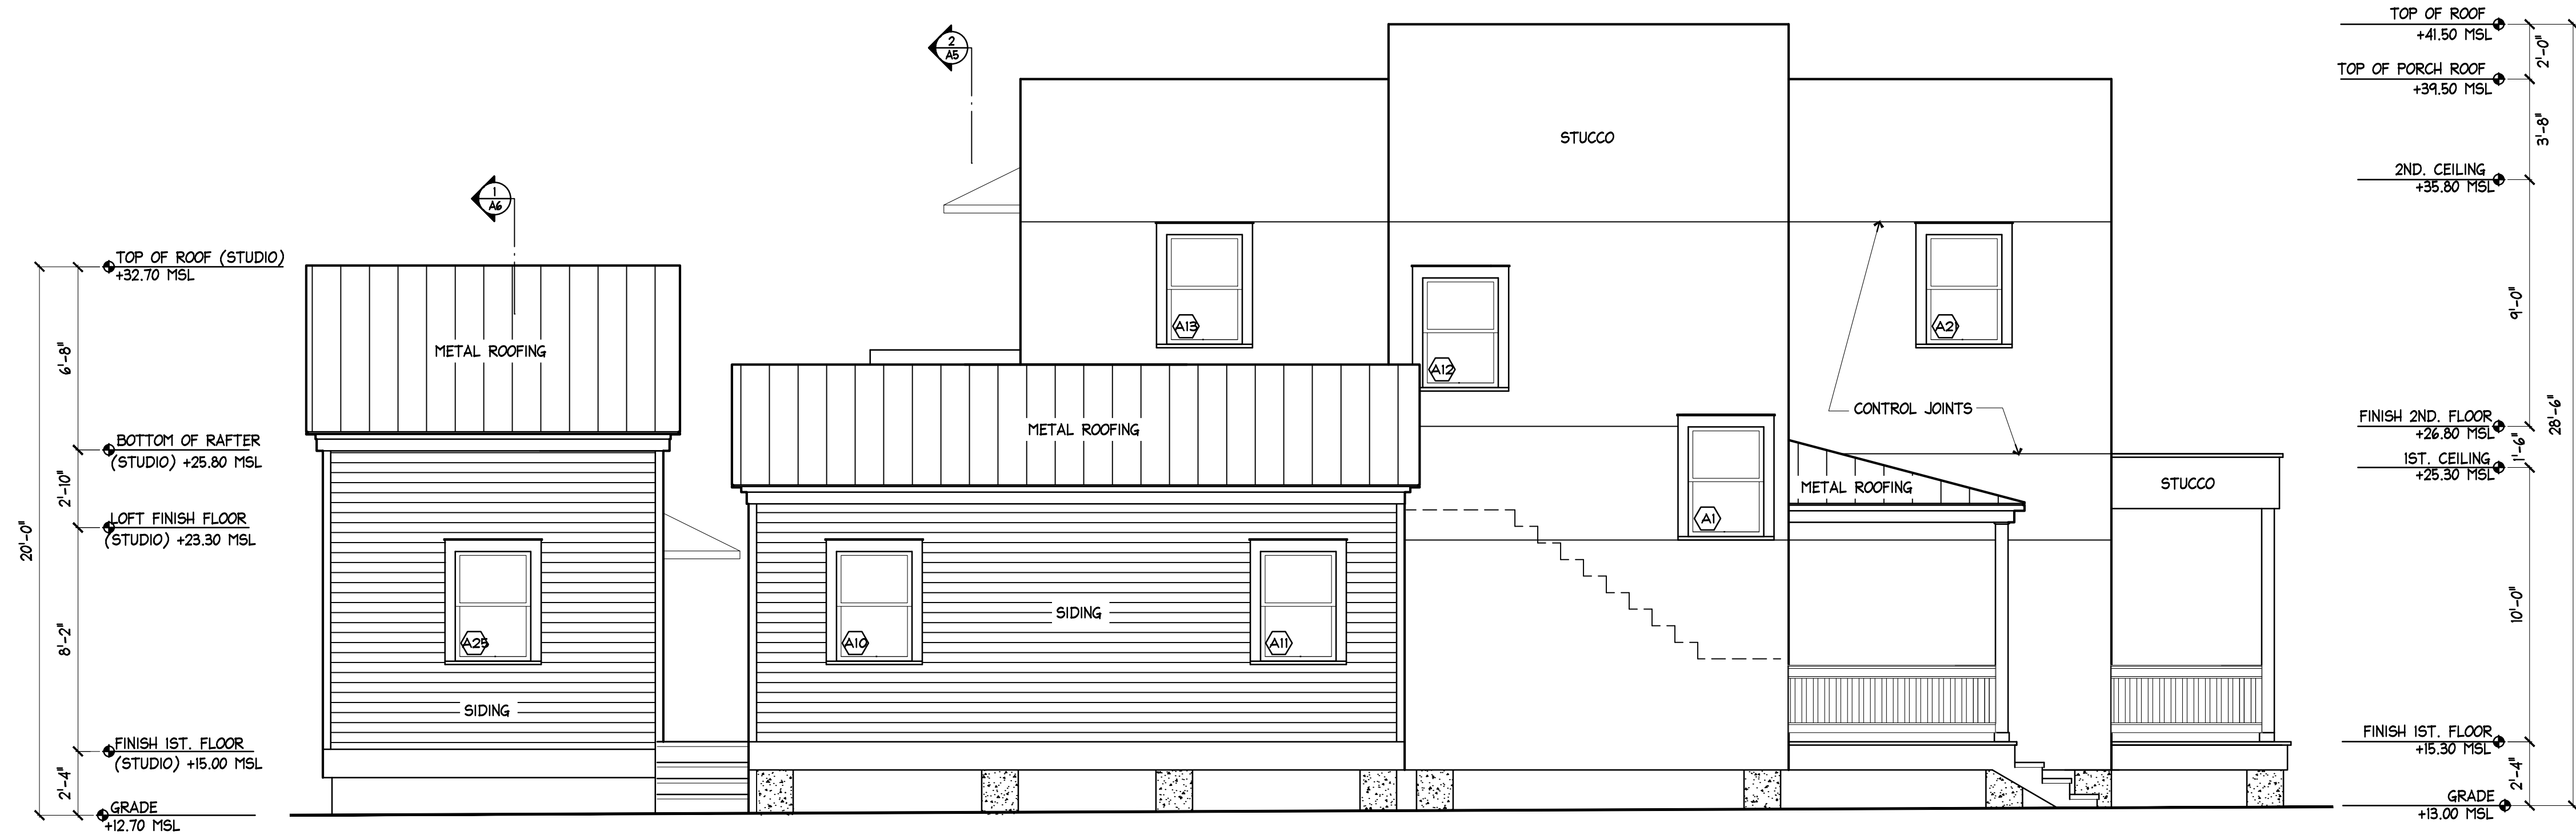 TOP OF ROOF
+41.50 MSL
2'-0"
TOP OF PORCH ROOF
+39.50 MSL
3'-8"
2ND. CEILING
+35.80 MSL
9'-0"
FINISH 2ND. FLOOR
+26.80 MSL
1'-6"
1ST. CEILING
+25.30 MSL
10'-0"
FINISH 1ST. FLOOR
+15.30 MSL
2'-4"
GRADE
+13.00 MSL
28'-6"
2
A5
1
A6
STUCCO
A13
A12
A2
A1
CONTROL JOINTS
METAL ROOFING
METAL ROOFING
METAL ROOFING
STUCCO
A25
A10
A11
SIDING
SIDING
TOP OF ROOF (STUDIO)
+32.70 MSL
6'-8"
BOTTOM OF RAFTER
(STUDIO) +25.80 MSL
2'-10"
LOFT FINISH FLOOR
(STUDIO) +23.30 MSL
8'-2"
FINISH 1ST. FLOOR
(STUDIO) +15.00 MSL
2'-4"
GRADE
+12.70 MSL
20'-0"